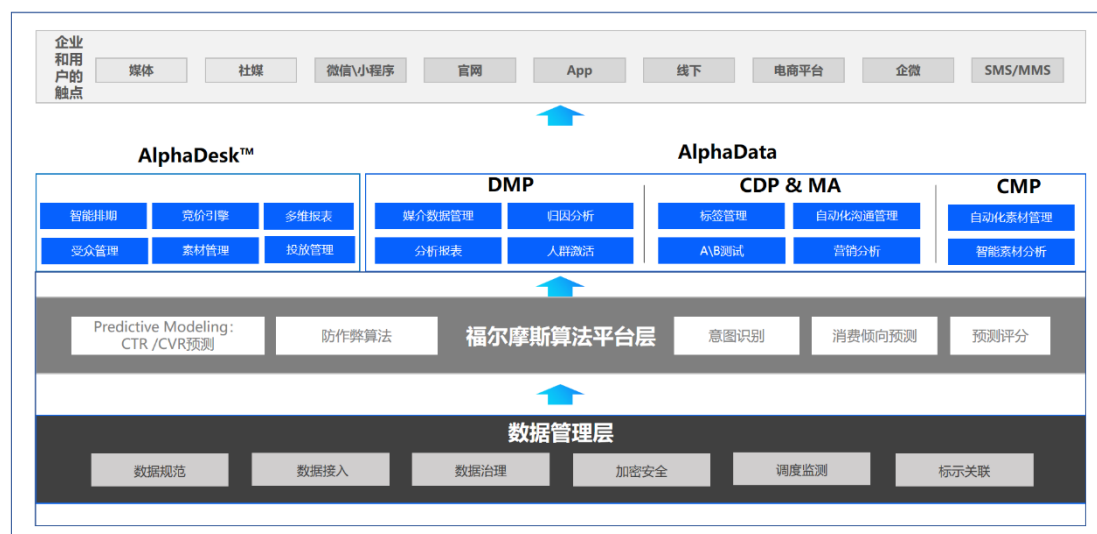 企业
和用
户的
触点
媒体
社媒
微信\小程序
官网
App
线下
电商平台
企微
SMS/MMS
AlphaDesk™
AlphaData
DMP
CDP & MA
CMP
智能排期
竞价引擎
多维报表
媒介数据管理
归因分析
标签管理
自动化沟通管理
自动化素材管理
受众管理
素材管理
投放管理
分析报表
人群激活
A\B测试
营销分析
智能素材分析
Predictive Modeling:
CTR /CVR预测
防作弊算法
福尔摩斯算法平台层
意图识别
消费倾向预测
预测评分
数据管理层
数据规范
数据接入
数据治理
加密安全
调度监测
标示关联